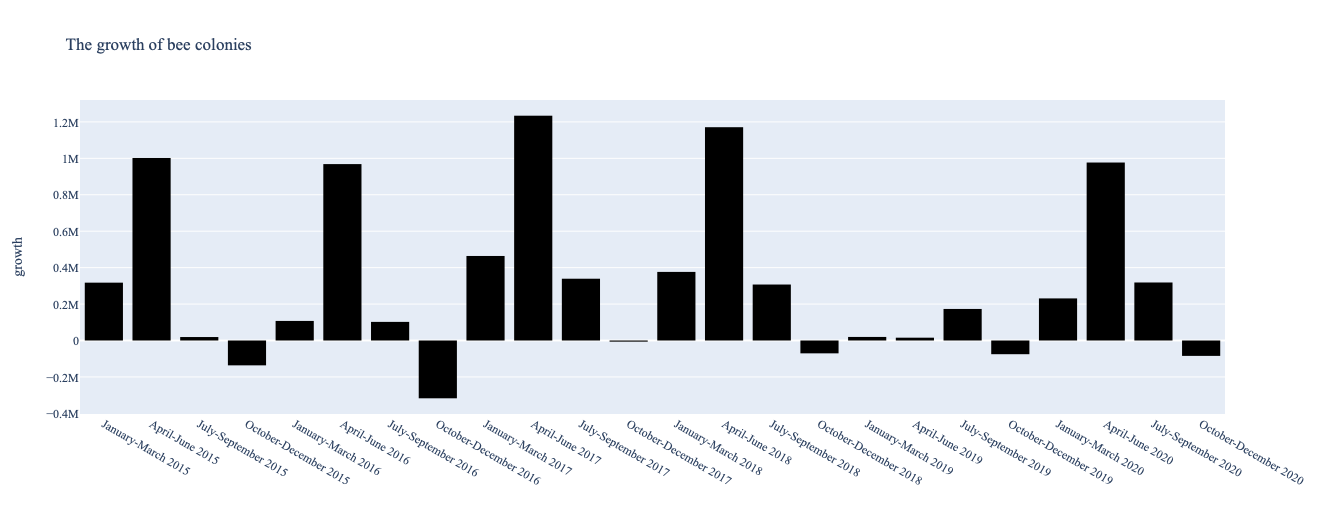 The growth of bee colonies
growth
1.2M
1M
0.8M
0.6M
0.4M
0.2M
0
−0.2M
−0.4M
January-March 2015
April-June 2015
July-September 2015
October-December 2015
January-March 2016
April-June 2016
July-September 2016
October-December 2016
January-March 2017
April-June 2017
July-September 2017
October-December 2017
January-March 2018
April-June 2018
July-September 2018
October-December 2018
January-March 2019
April-June 2019
July-September 2019
October-December 2019
January-March 2020
April-June 2020
July-September 2020
October-December 2020